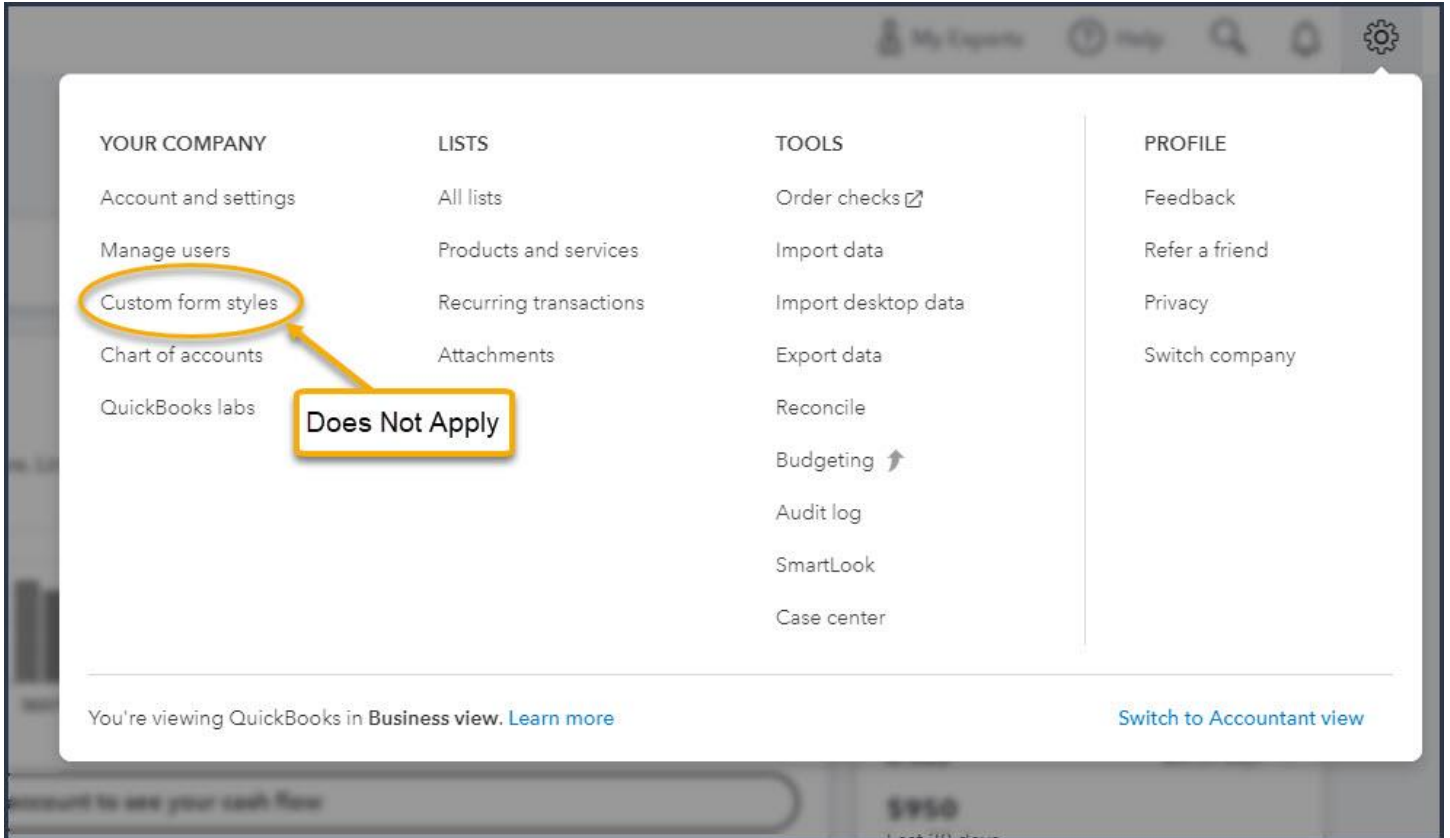 My Experts
Help
YOUR COMPANY
Account and settings
Manage users
Custom form styles
Chart of accounts
QuickBooks labs
Does Not Apply
LISTS
All lists
Products and services
Recurring transactions
Attachments
TOOLS
Order checks
Import data
Import desktop data
Export data
Reconcile
Budgeting
Audit log
SmartLook
Case center
PROFILE
Feedback
Refer a friend
Privacy
Switch company
You're viewing QuickBooks in Business view. Learn more
Switch to Accountant view
account to see your cash flow
$950